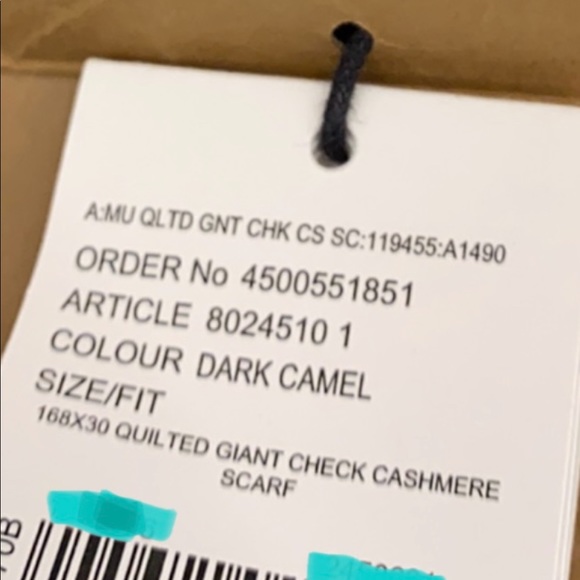 A:MU QLTD GNT CHK CS SC:119455:A1490
ORDER No 4500551851
ARTICLE 8024510 1
COLOUR DARK CAMEL
SIZE/FIT
168X30 QUILTED GIANT CHECK CASHMERE
SCARF